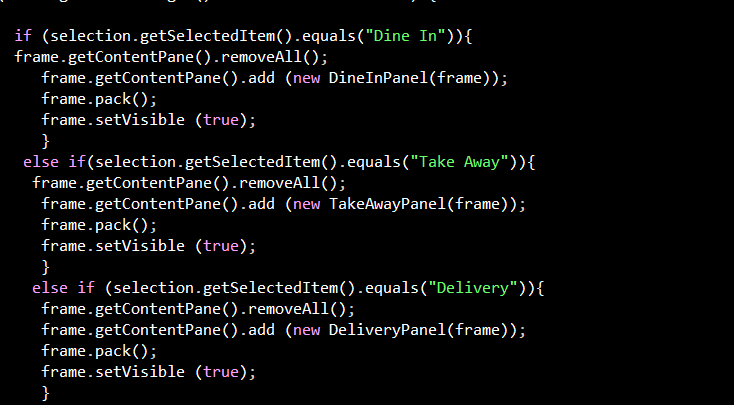 if (selection.getSelectedItem().equals("Dine In")){
frame.getContentPane().removeAll();
frame.getContentPane().add (new DineInPanel(frame));
frame.pack();
frame.setVisible (true);
}
else if(selection.getSelectedItem().equals("Take Away")){
frame.getContentPane().removeAll();
frame.getContentPane().add (new TakeAwayPanel(frame));
frame.pack();
frame.setVisible (true);
}
else if (selection.getSelectedItem().equals("Delivery")){
frame.getContentPane().removeAll();
frame.getContentPane().add (new DeliveryPanel(frame));
frame.pack();
frame.setVisible (true);
}